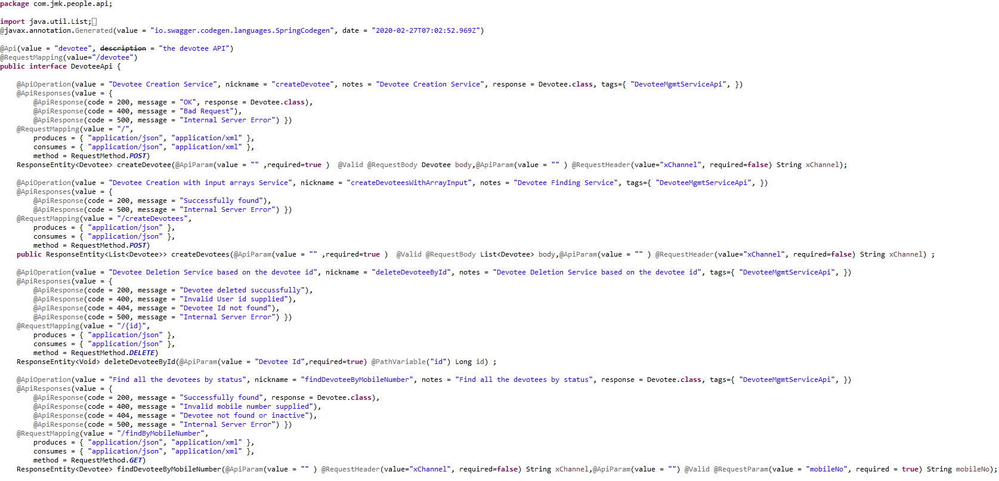 package com.jmk.people.api;
import java.util.List;
@javax.annotation.Generated(value = "io.swagger.codegen.languages.SpringCodegen", date = "2020-02-27T07:02:52.969Z")
@Api(value = "devotee", description = "the devotee API")
@RequestMapping(value="/devotee")
public interface DevoteeApi {
@ApiOperation(value = "Devotee Creation Service", nickname = "createDevotee", notes = "Devotee Creation Service", response = Devotee.class, tags={ "DevoteeMgmtServiceApi", })
@ApiResponses(value = {
@ApiResponse(code = 200, message = "OK", response = Devotee.class),
@ApiResponse(code = 400, message = "Bad Request"),
@ApiResponse(code = 500, message = "Internal Server Error") })
@RequestMapping(value = "/",
produces = { "application/json", "application/xml" },
consumes = { "application/json", "application/xml" },
method = RequestMethod.POST)
ResponseEntity<Devotee> createDevotee(@ApiParam(value = "" ,required=true )  @Valid @RequestBody Devotee body,@ApiParam(value = "" ) @RequestHeader(value="xChannel", required=false) String xChannel);
@ApiOperation(value = "Devotee Creation with input arrays Service", nickname = "createDevoteesWithArrayInput", notes = "Devotee Finding Service", tags={ "DevoteeMgmtServiceApi", })
@ApiResponses(value = {
@ApiResponse(code = 200, message = "Successfully found"),
@ApiResponse(code = 500, message = "Internal Server Error") })
@RequestMapping(value = "/createDevotees",
produces = { "application/json" },
consumes = { "application/json" },
method = RequestMethod.POST)
public ResponseEntity<List<Devotee>> createDevotees(@ApiParam(value = "" ,required=true )  @Valid @RequestBody List<Devotee> body,@ApiParam(value = "" ) @RequestHeader(value="xChannel", required=false) String xChannel) ;
@ApiOperation(value = "Devotee Deletion Service based on the devotee id", nickname = "deleteDevoteeById", notes = "Devotee Deletion Service based on the devotee id", tags={ "DevoteeMgmtServiceApi", })
@ApiResponses(value = {
@ApiResponse(code = 200, message = "Devotee deleted succussfully"),
@ApiResponse(code = 400, message = "Invalid User id supplied"),
@ApiResponse(code = 404, message = "Devotee Id not found"),
@ApiResponse(code = 500, message = "Internal Server Error") })
@RequestMapping(value = "/{id}",
produces = { "application/json" },
consumes = { "application/json" },
method = RequestMethod.DELETE)
ResponseEntity<Void> deleteDevoteeById(@ApiParam(value = "Devotee Id",required=true) @PathVariable("id") Long id) ;
@ApiOperation(value = "Find all the devotees by status", nickname = "findDevoteeByMobileNumber", notes = "Find all the devotees by status", response = Devotee.class, tags={ "DevoteeMgmtServiceApi", })
@ApiResponses(value = {
@ApiResponse(code = 200, message = "Successfully found", response = Devotee.class),
@ApiResponse(code = 400, message = "Invalid mobile number supplied"),
@ApiResponse(code = 404, message = "Devotee not found or inactive"),
@ApiResponse(code = 500, message = "Internal Server Error") })
@RequestMapping(value = "/findByMobileNumber",
produces = { "application/json", "application/xml" },
consumes = { "application/json", "application/xml" },
method = RequestMethod.GET)
ResponseEntity<Devotee> findDevoteeByMobileNumber(@ApiParam(value = "" ) @RequestHeader(value="xChannel", required=false) String xChannel,@ApiParam(value = "") @Valid @RequestParam(value = "mobileNo", required = true) String mobileNo);